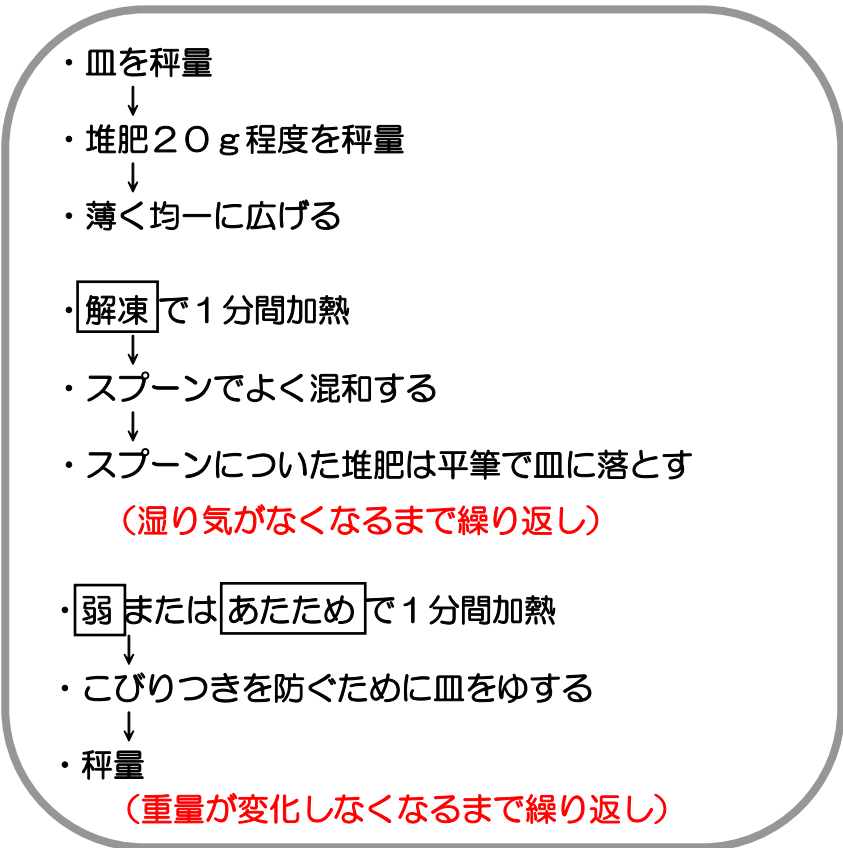 ・皿を秤量
↓
・堆肥２０ｇ程度を秤量
↓
・薄く均一に広げる
・解凍で１分間加熱
↓
・スプーンでよく混和する
↓
・スプーンについた堆肥は平筆で皿に落とす
（湿り気がなくなるまで繰り返し）
・弱またはあたためで１分間加熱
↓
・こびりつきを防ぐために皿をゆする
↓
・秤量
（重量が変化しなくなるまで繰り返し）